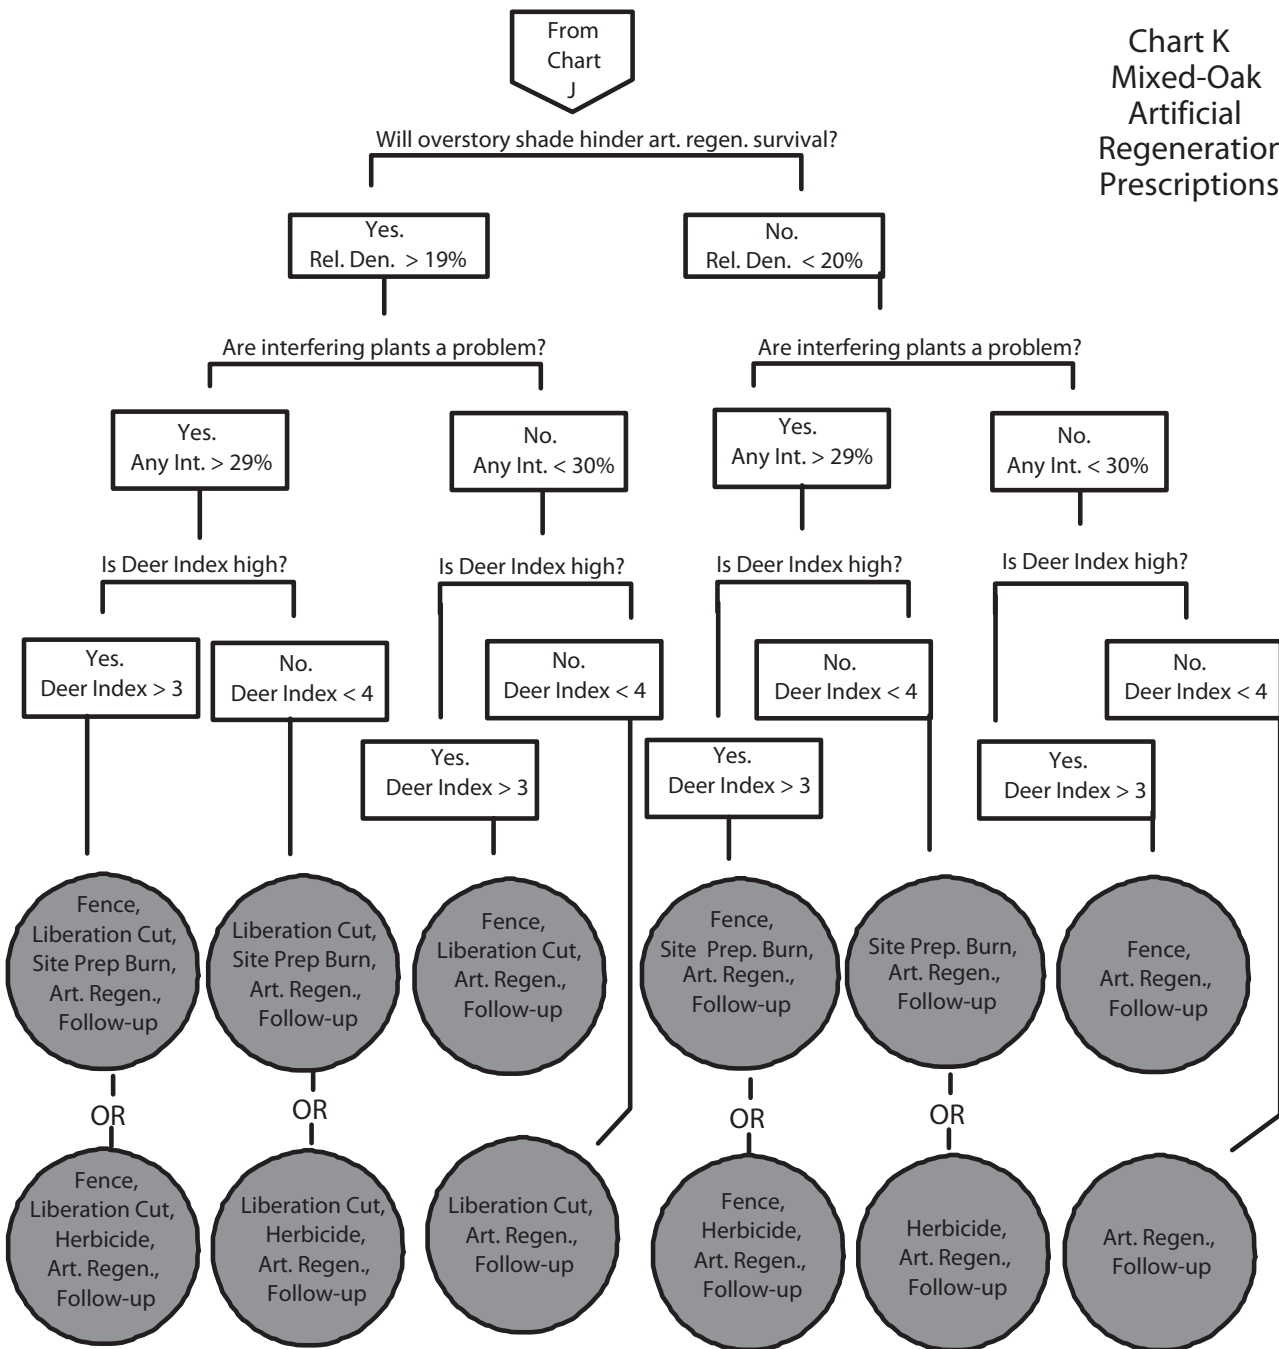 From
Chart
J
Chart K
Mixed-Oak
Artificial
Regeneration
Prescriptions
Will overstory shade hinder art. regen. survival?
Yes.
Rel. Den. > 19%
No.
Rel. Den. < 20%
Are interfering plants a problem?
Are interfering plants a problem?
Yes.
Any Int. > 29%
No.
Any Int. < 30%
Yes.
Any Int. > 29%
No.
Any Int. < 30%
Is Deer Index high?
Is Deer Index high?
Is Deer Index high?
Is Deer Index high?
Yes.
Deer Index > 3
No.
Deer Index < 4
No.
Deer Index < 4
No.
Deer Index < 4
No.
Deer Index < 4
Yes.
Deer Index > 3
Yes.
Deer Index > 3
Yes.
Deer Index > 3
Fence,
Liberation Cut,
Site Prep Burn,
Art. Regen.,
Follow-up
Liberation Cut,
Site Prep Burn,
Art. Regen.,
Follow-up
Fence,
Liberation Cut,
Art. Regen.,
Follow-up
Fence,
Site Prep. Burn,
Art. Regen.,
Follow-up
Site Prep. Burn,
Art. Regen.,
Follow-up
Fence,
Art. Regen.,
Follow-up
OR
OR
OR
OR
Fence,
Liberation Cut,
Herbicide,
Art. Regen.,
Follow-up
Liberation Cut,
Herbicide,
Art. Regen.,
Follow-up
Liberation Cut,
Art. Regen.,
Follow-up
Fence,
Herbicide,
Art. Regen.,
Follow-up
Herbicide,
Art. Regen.,
Follow-up
Art. Regen.,
Follow-up